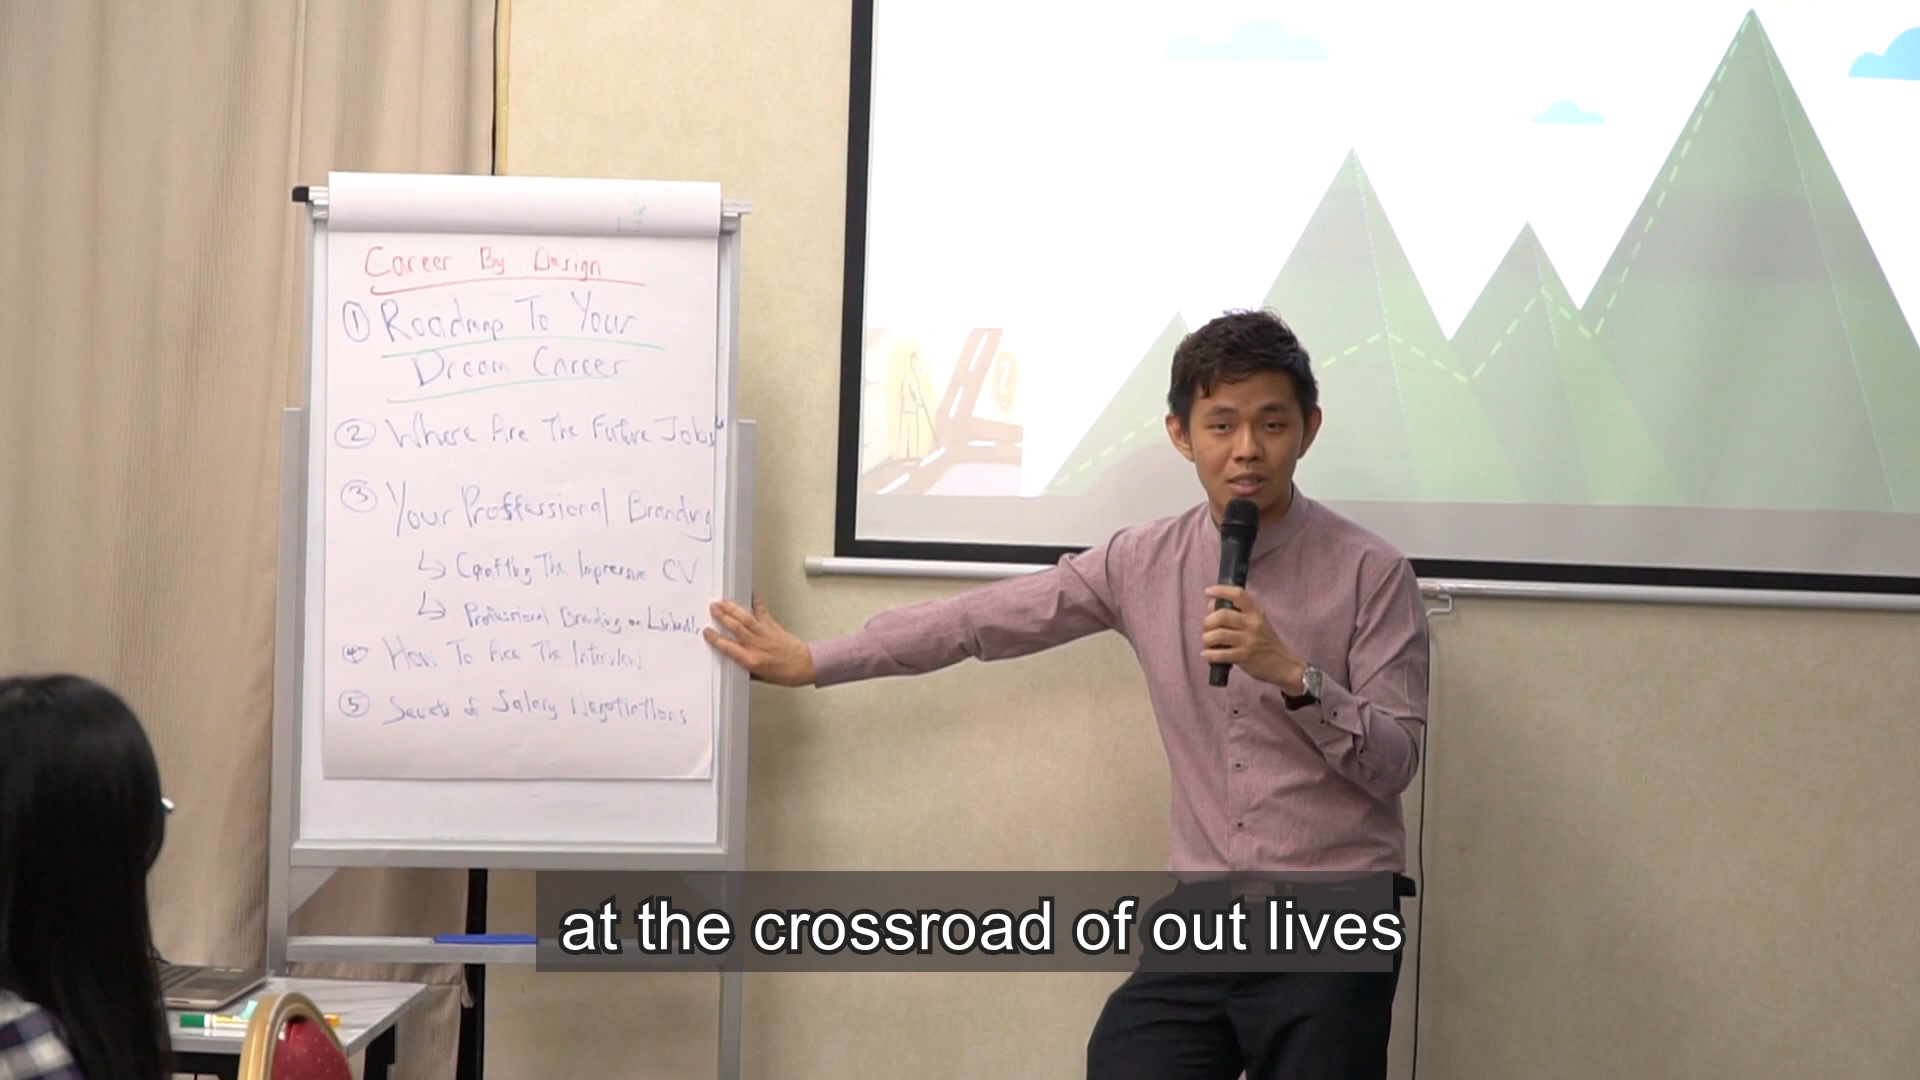 Career By Design
① Roadmap To Your
Dream Career
② Where Are The Future Jobs
③ Your Proffessional Branding
↳ Crafting The Impressive CV
↳ Professional Branding on LinkedIn
④ How To Ace The Interview
⑤ Secrets of Salary Negotiations
at the crossroad of out lives